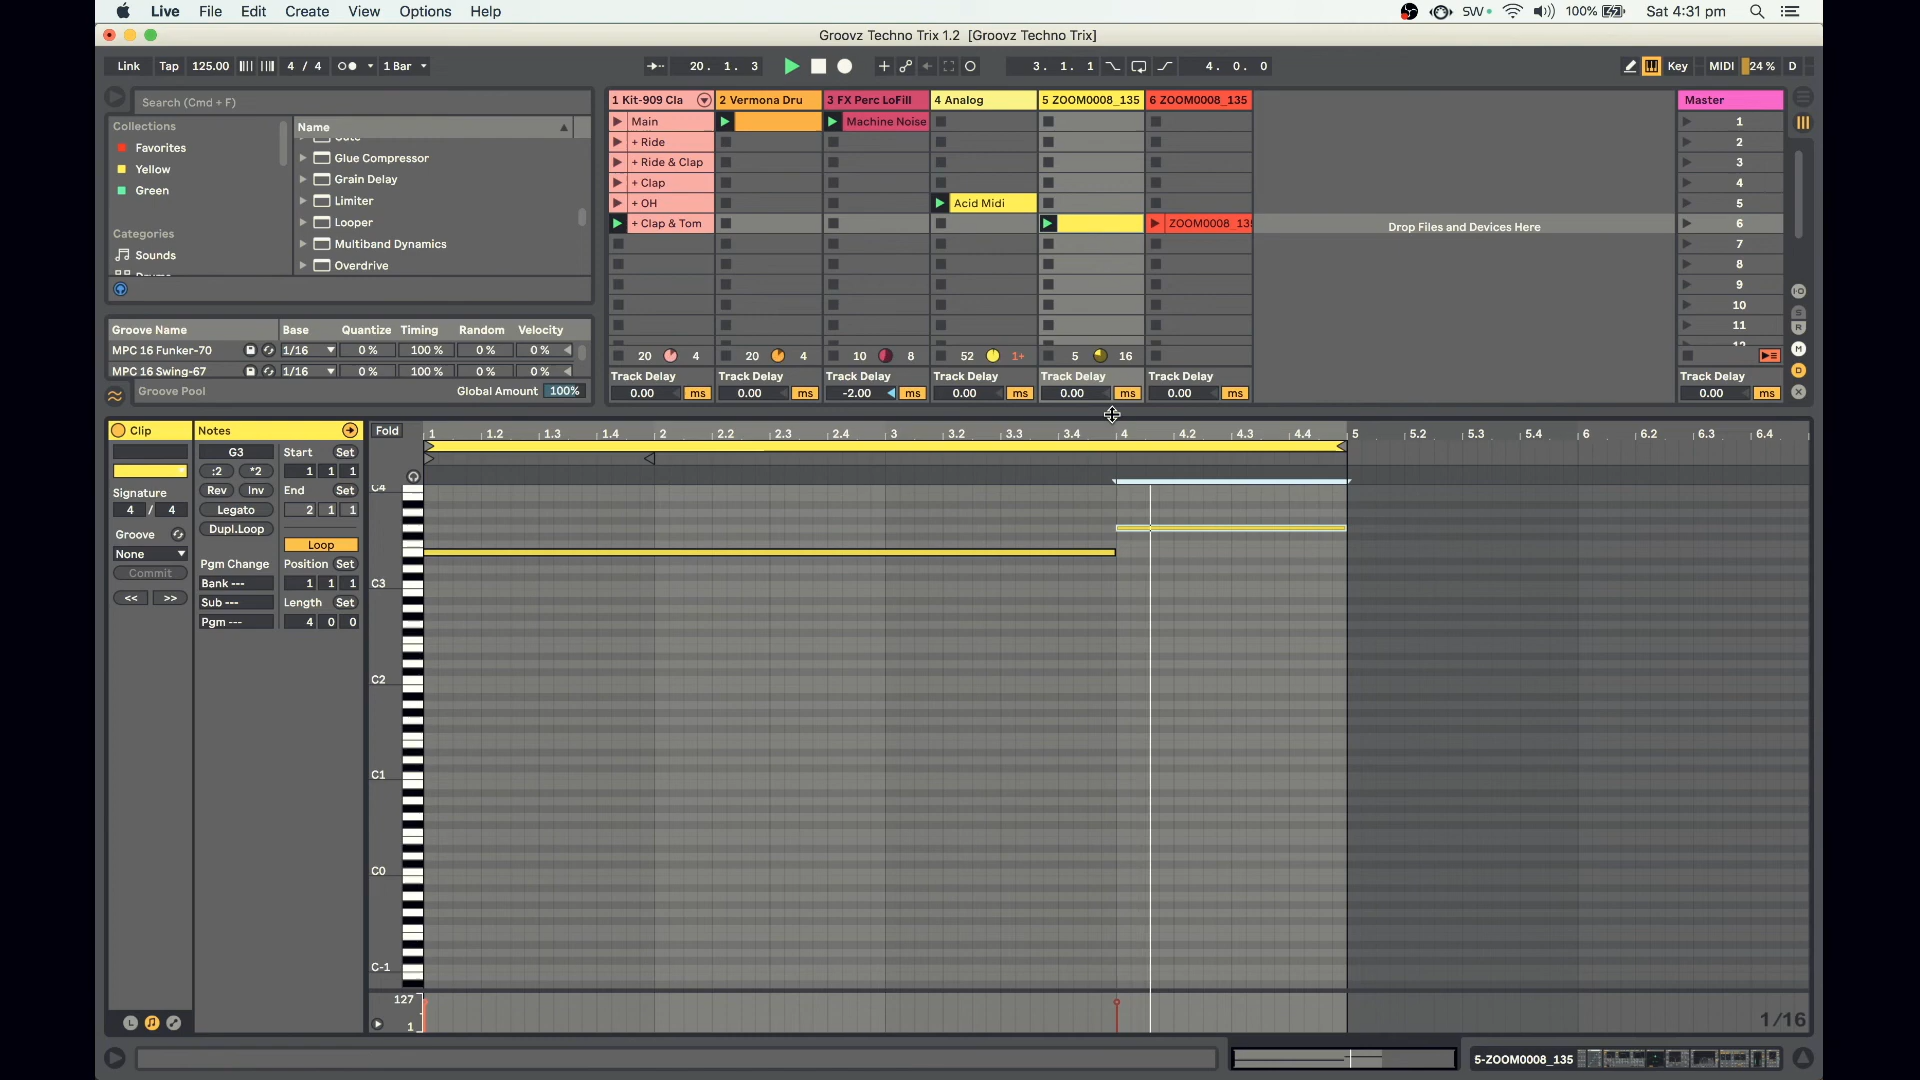 Live File Edit Create View Options Help SW 100% Sat 4:31 pm
Groovz Techno Trix 1.2 [Groovz Techno Trix]
Link Tap 125.00 4 / 4 1 Bar 20. 1. 3 3. 1. 1 4. 0. 0 Key MIDI 24 % D
Search (Cmd + F)
Collections
Favorites
Yellow
Green
Categories
Sounds
Name
Glue Compressor
Grain Delay
Limiter
Looper
Multiband Dynamics
Overdrive
1 Kit-909 Cla 2 Vermona Dru 3 FX Perc LoFill 4 Analog 5 ZOOM0008_135 6 ZOOM0008_135 Master
Main Machine Noise 1
+ Ride 2
+ Ride & Clap 3
+ Clap 4
+ OH Acid Midi 5
+ Clap & Tom ZOOM0008_135 Drop Files and Devices Here 6
7
8
9
10
11
20 4 20 4 10 8 52 1+ 5 16
Track Delay Track Delay Track Delay Track Delay Track Delay Track Delay Track Delay
0.00 ms 0.00 ms -2.00 ms 0.00 ms 0.00 ms 0.00 ms 0.00 ms
Groove Name Base Quantize Timing Random Velocity
MPC 16 Funker-70 1/16 0 % 100 % 0 % 0 %
MPC 16 Swing-67 1/16 0 % 100 % 0 % 0 %
Groove Pool Global Amount 100%
Clip
Signature
4 / 4
Groove
None
Commit
<< >>
Notes
G3
:2 *2
Rev Inv
Legato
Dupl.Loop
Pgm Change
Bank ---
Sub ---
Pgm ---
Start Set
1 1 1
End Set
2 1 1
Loop
Position Set
1 1 1
Length Set
4 0 0
Fold 1 1.2 1.3 1.4 2 2.2 2.3 2.4 3 3.2 3.3 3.4 4 4.2 4.3 4.4 5 5.2 5.3 5.4 6 6.2 6.3 6.4
C4
C3
C2
C1
C0
C-1
127
1
1/16
5-ZOOM0008_135